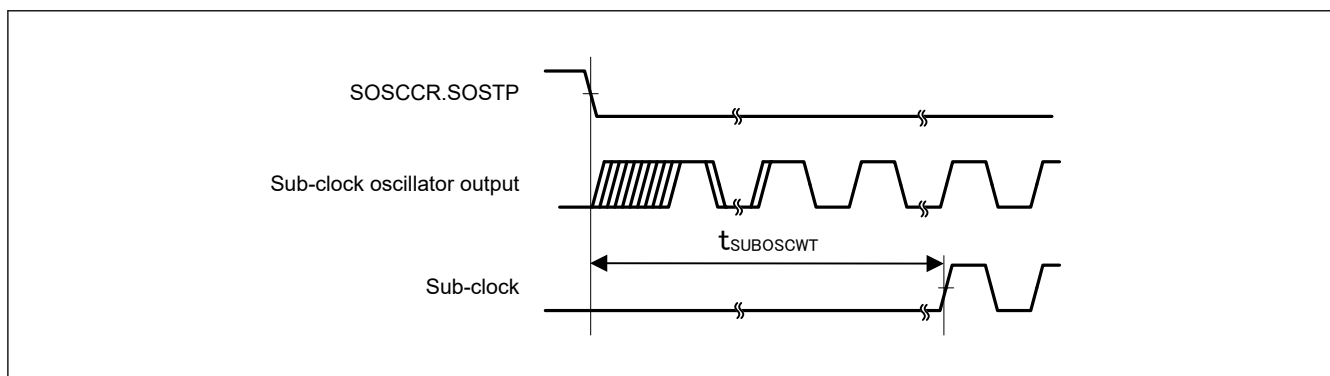 SOSCCR.SOSTP
Sub-clock oscillator output
tSUBOSCWT
Sub-clock